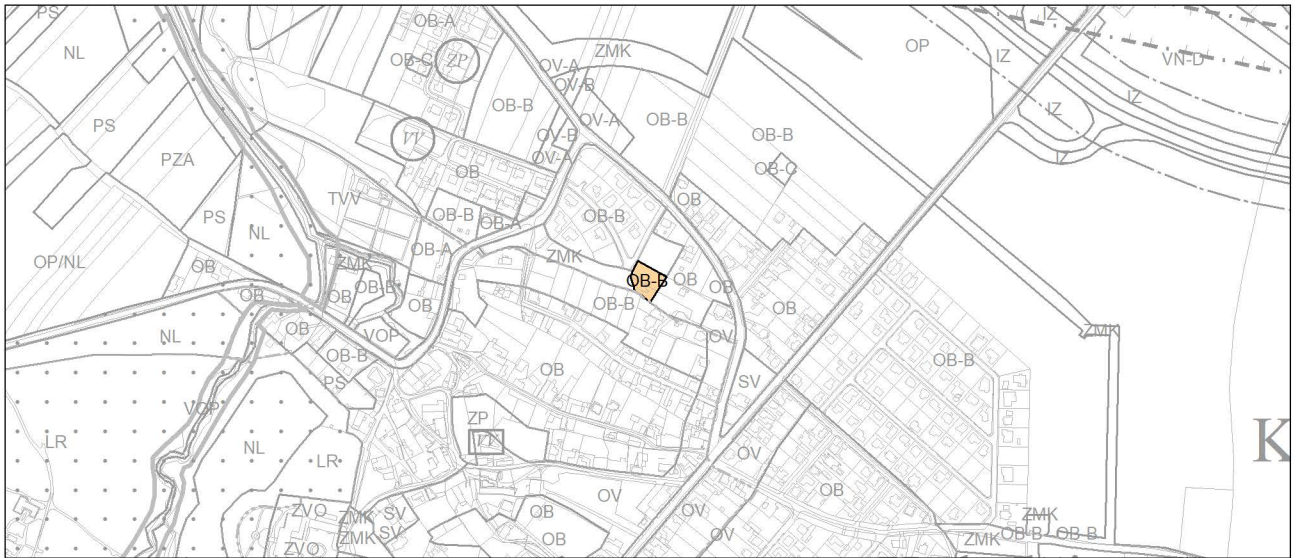 PS
NL
OB-A
OB-C
ZP
OV-A
ZMK
OP
IZ
IZ
VN-D
OV-B
OV-A
IZ
IZ
PS
OB-B
OB-B
OB-B
IZ
PZA
VV
OV-B
OV-A
OB
OB-C
PS
TVV
OB-B
OB-A
OB-B
OB
NL
OB-A
ZMK
OP/NL
OB
ZMK
OB-B
OB-B
OB
OB
OB
OB
OB
OB-B
OB
NL
OB
VOP
OV
ZMK
OB-B
OB
OB-B
PS
SV
VOP
ZP
VV
K
LR
NL
LR
OV
OB
OV
OV
ZVO
ZMK
SV
OB
OV
ZMK
ZVO
ZMK
SV
OB
ZMK
OB-B
OB-B